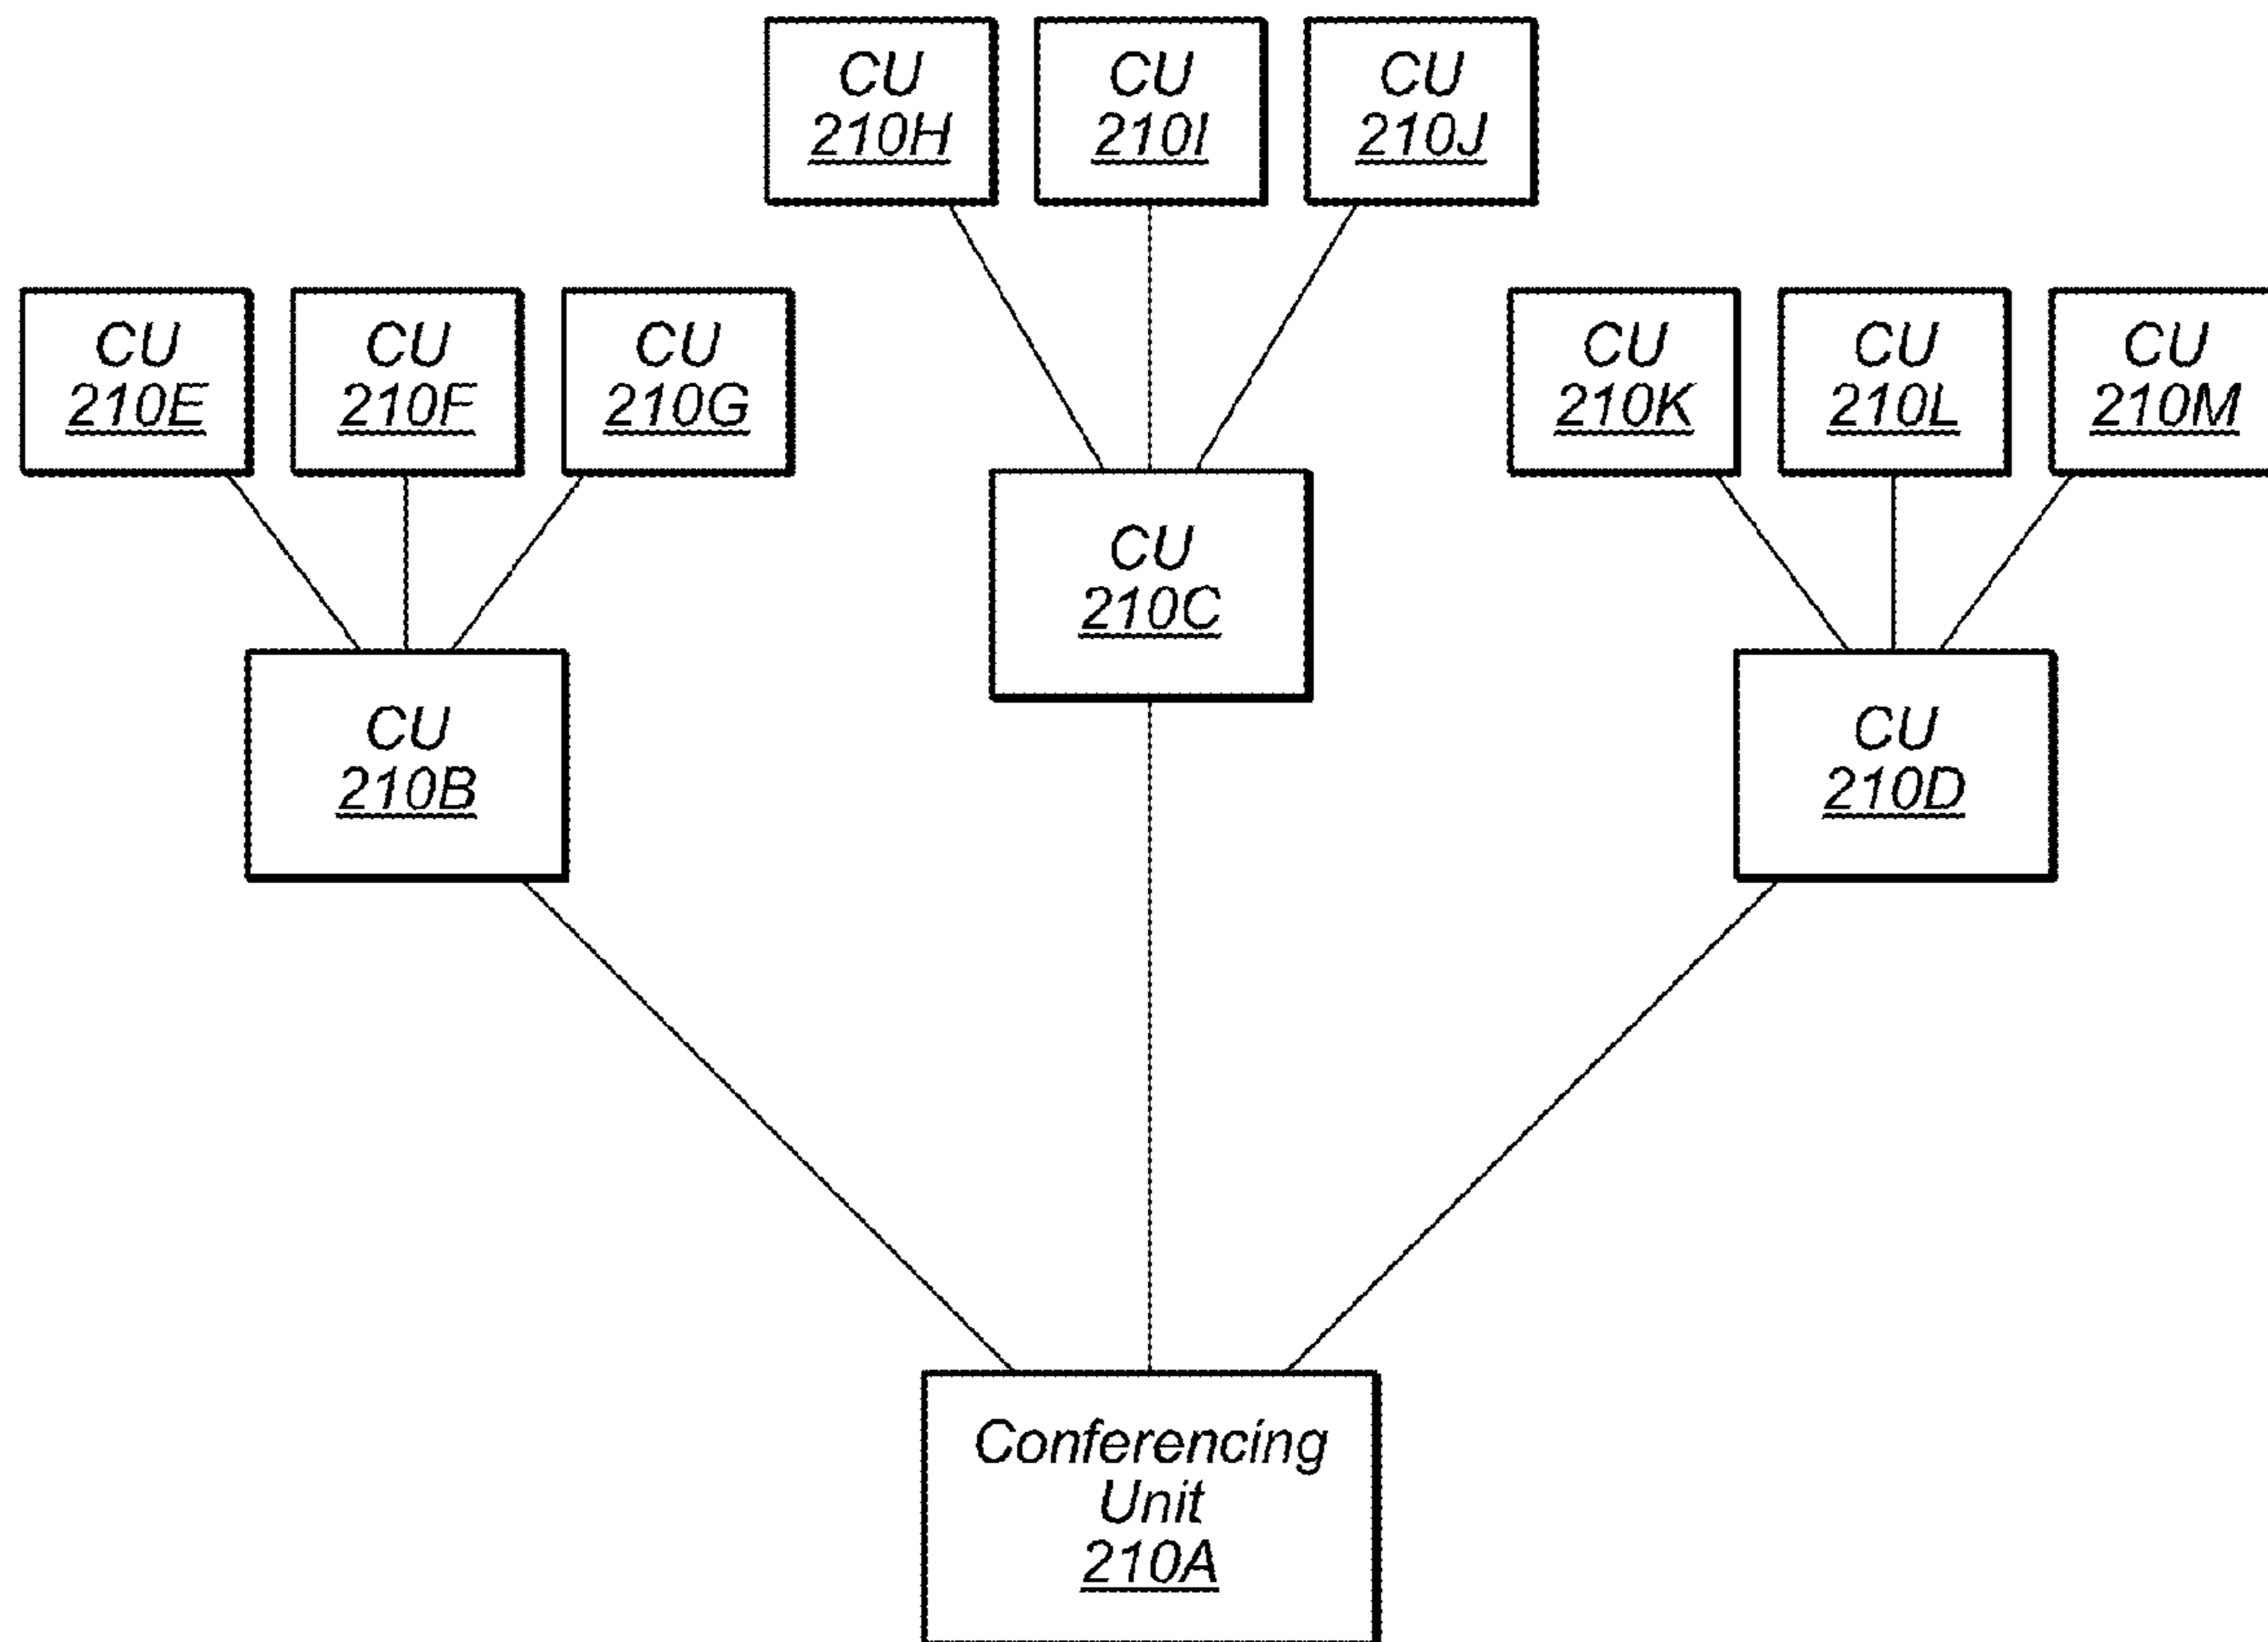 CU
210H
CU
210I
CU
210J
CU
210E
CU
210F
CU
210G
CU
210K
CU
210L
CU
210M
CU
210C
CU
210B
CU
210D
Conferencing
Unit
210A